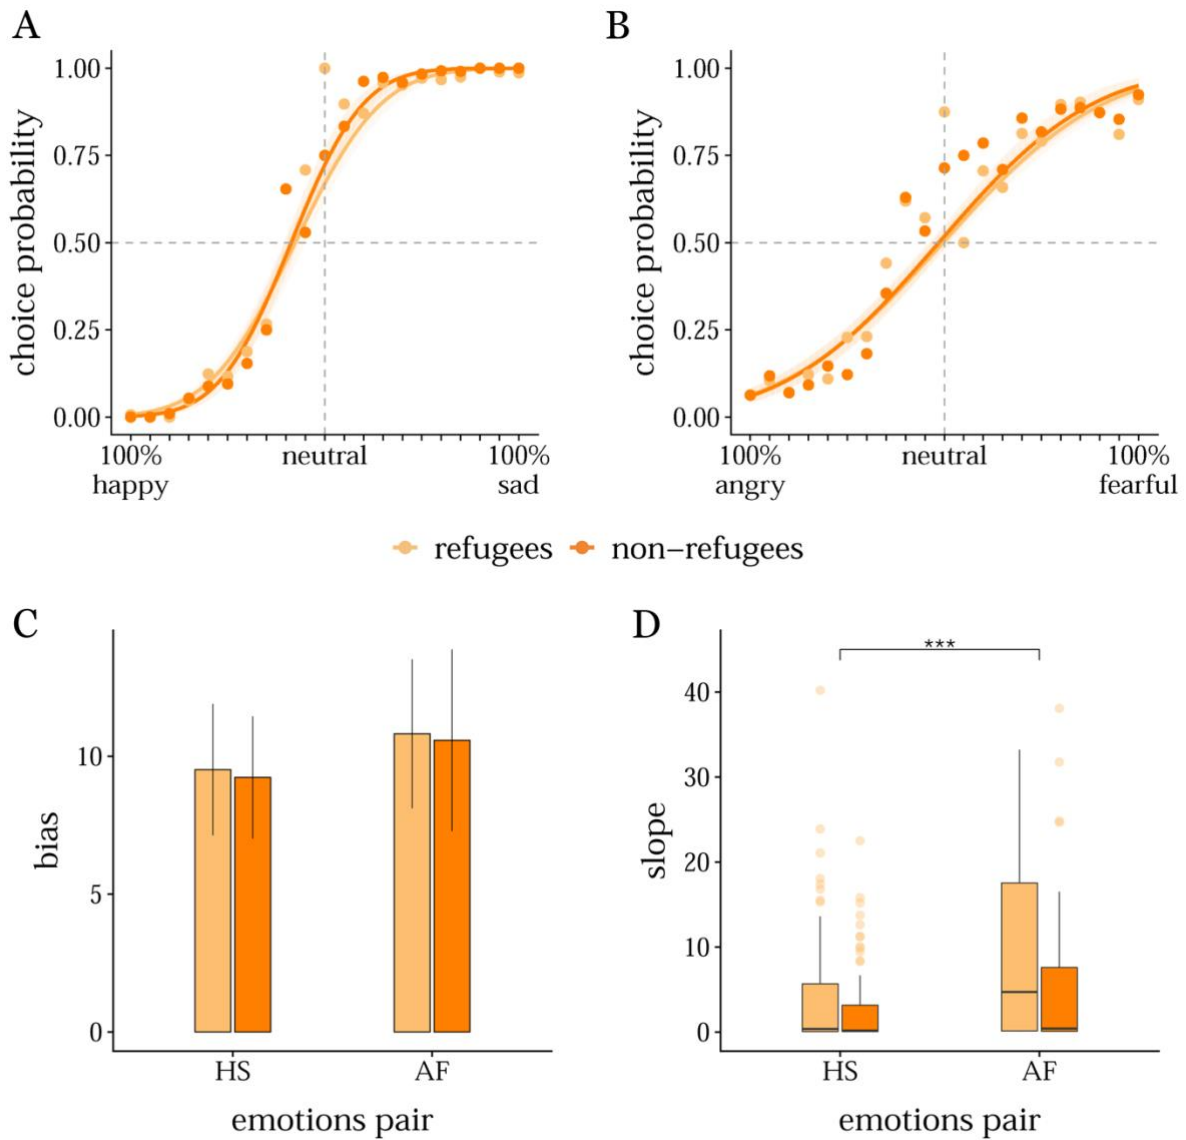 A
choice probability
1.00
0.75
0.50
0.25
0.00
100%
happy
neutral
100%
sad
B
choice probability
1.00
0.75
0.50
0.25
0.00
100%
angry
neutral
100%
fearful
refugees
non−refugees
C
bias
10
5
0
HS
AF
emotions pair
D
slope
40
30
20
10
0
***
HS
AF
emotions pair